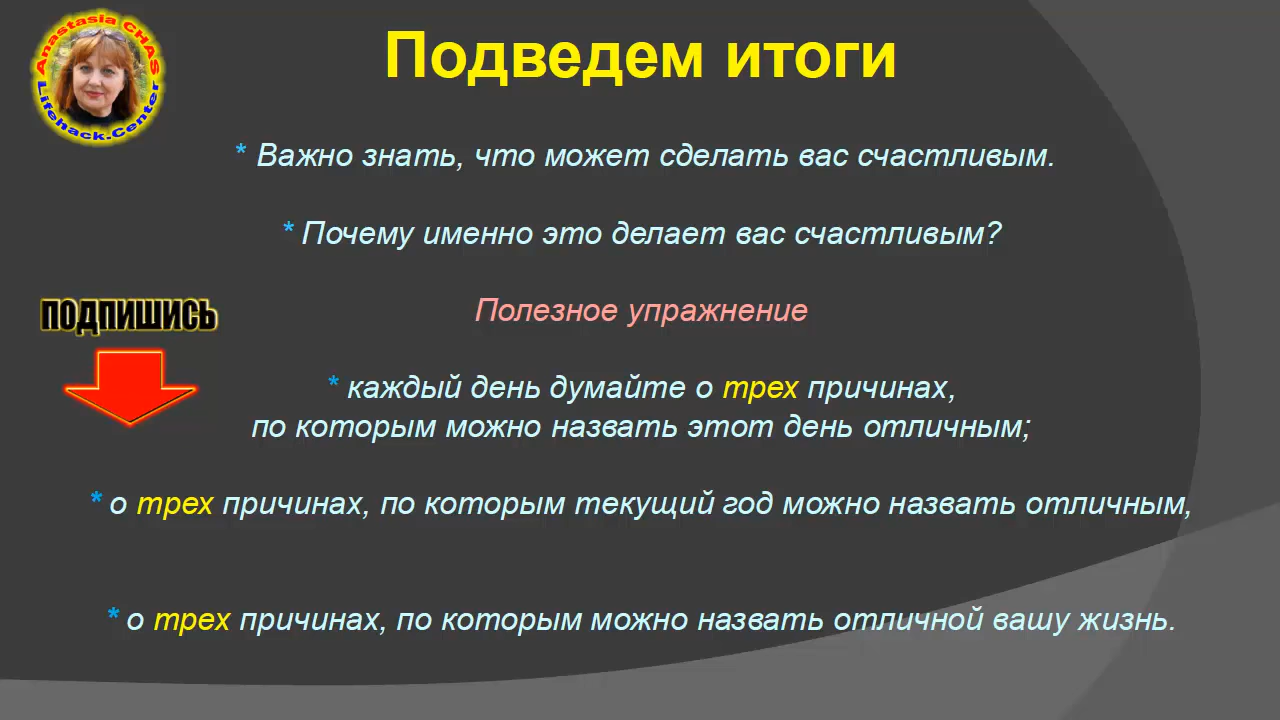 Anastasia CHAS
Lifehack.Center
Подведем итоги
* Важно знать, что может сделать вас счастливым.
* Почему именно это делает вас счастливым?
Полезное упражнение
ПОДПИШИСЬ
* каждый день думайте о трех причинах,
по которым можно назвать этот день отличным;
* о трех причинах, по которым текущий год можно назвать отличным,
* о трех причинах, по которым можно назвать отличной вашу жизнь.